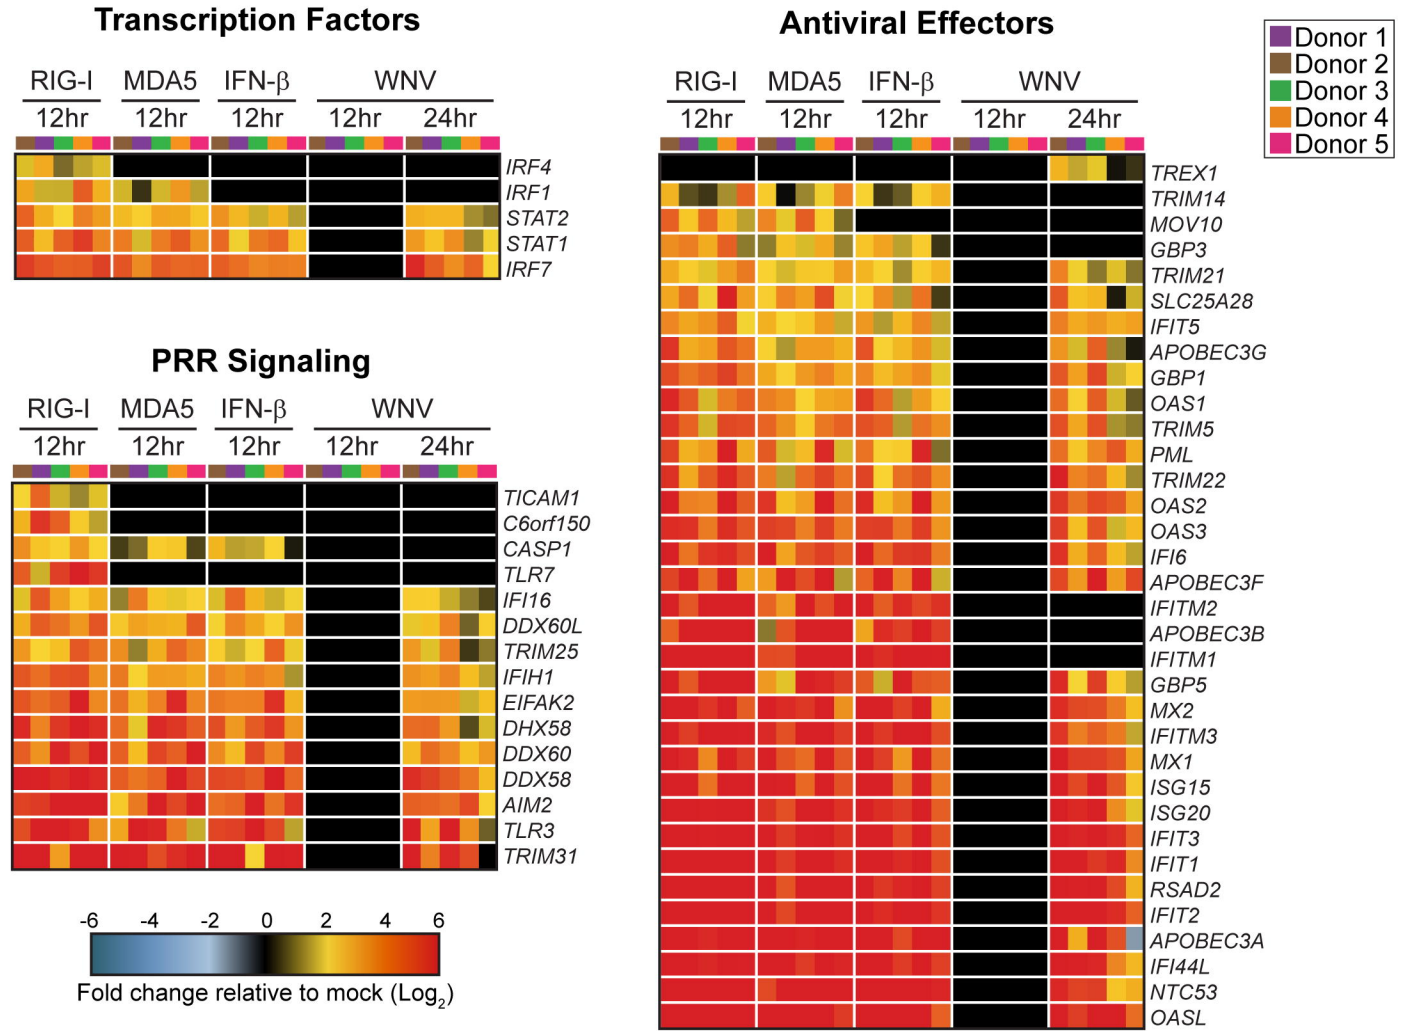 Transcription Factors
RIG-I MDA5 IFN-β WNV
12hr 12hr 12hr 12hr 24hr
IRF4
IRF1
STAT2
STAT1
IRF7
PRR Signaling
RIG-I MDA5 IFN-β WNV
12hr 12hr 12hr 12hr 24hr
TICAM1
C6orf150
CASP1
TLR7
IFI16
DDX60L
TRIM25
IFIH1
EIFAK2
DHX58
DDX60
DDX58
AIM2
TLR3
TRIM31
-6 -4 -2 0 2 4 6
Fold change relative to mock (Log2)
Antiviral Effectors
RIG-I MDA5 IFN-β WNV
12hr 12hr 12hr 12hr 24hr
TREX1
TRIM14
MOV10
GBP3
TRIM21
SLC25A28
IFIT5
APOBEC3G
GBP1
OAS1
TRIM5
PML
TRIM22
OAS2
OAS3
IFI6
APOBEC3F
IFITM2
APOBEC3B
IFITM1
GBP5
MX2
IFITM3
MX1
ISG15
ISG20
IFIT3
IFIT1
RSAD2
IFIT2
APOBEC3A
IFI44L
NTC53
OASL
Donor 1
Donor 2
Donor 3
Donor 4
Donor 5